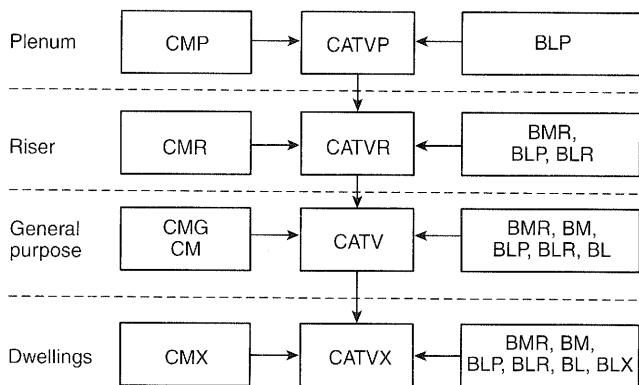 Plenum
CMP
CATVP
BLP
Riser
CMR
CATVR
BMR,
BLP, BLR
General
purpose
CMG
CM
CATV
BMR, BM,
BLP, BLR, BL
Dwellings
CMX
CATVX
BMR, BM,
BLP, BLR, BL, BLX